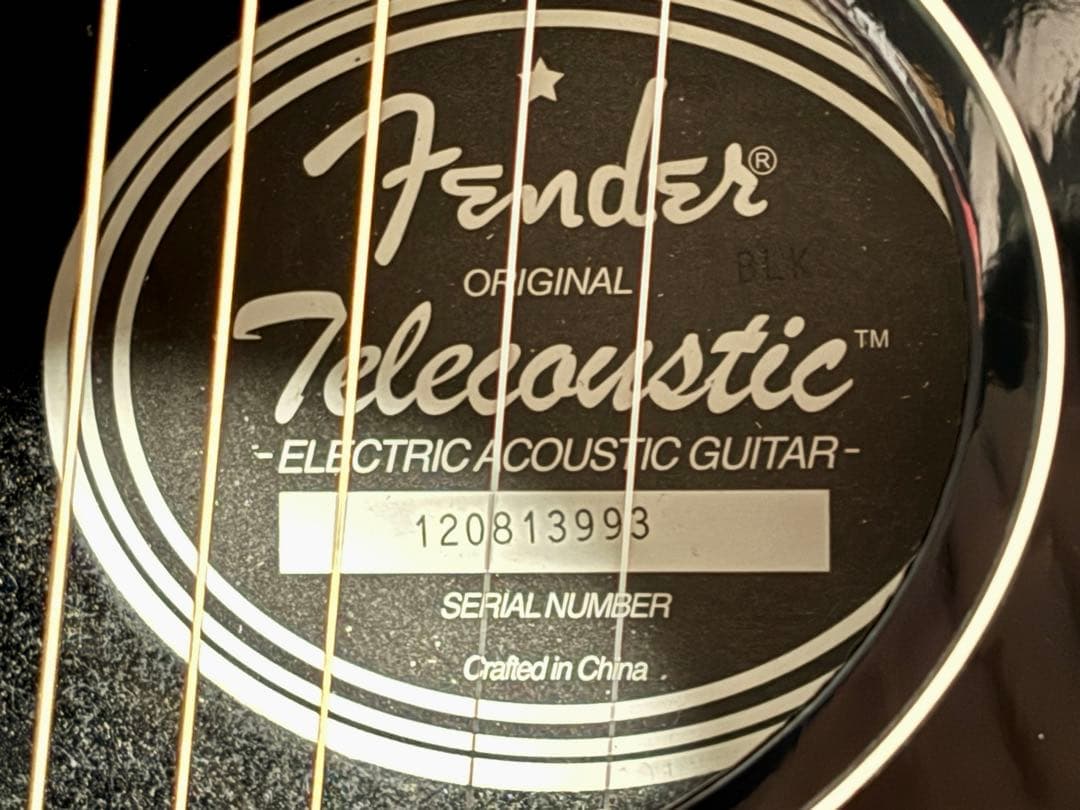 Fender®
BLK
ORIGINAL
Telecoustic™
-ELECTRIC ACOUSTIC GUITAR-
120813993
SERIAL NUMBER
Crafted in China .